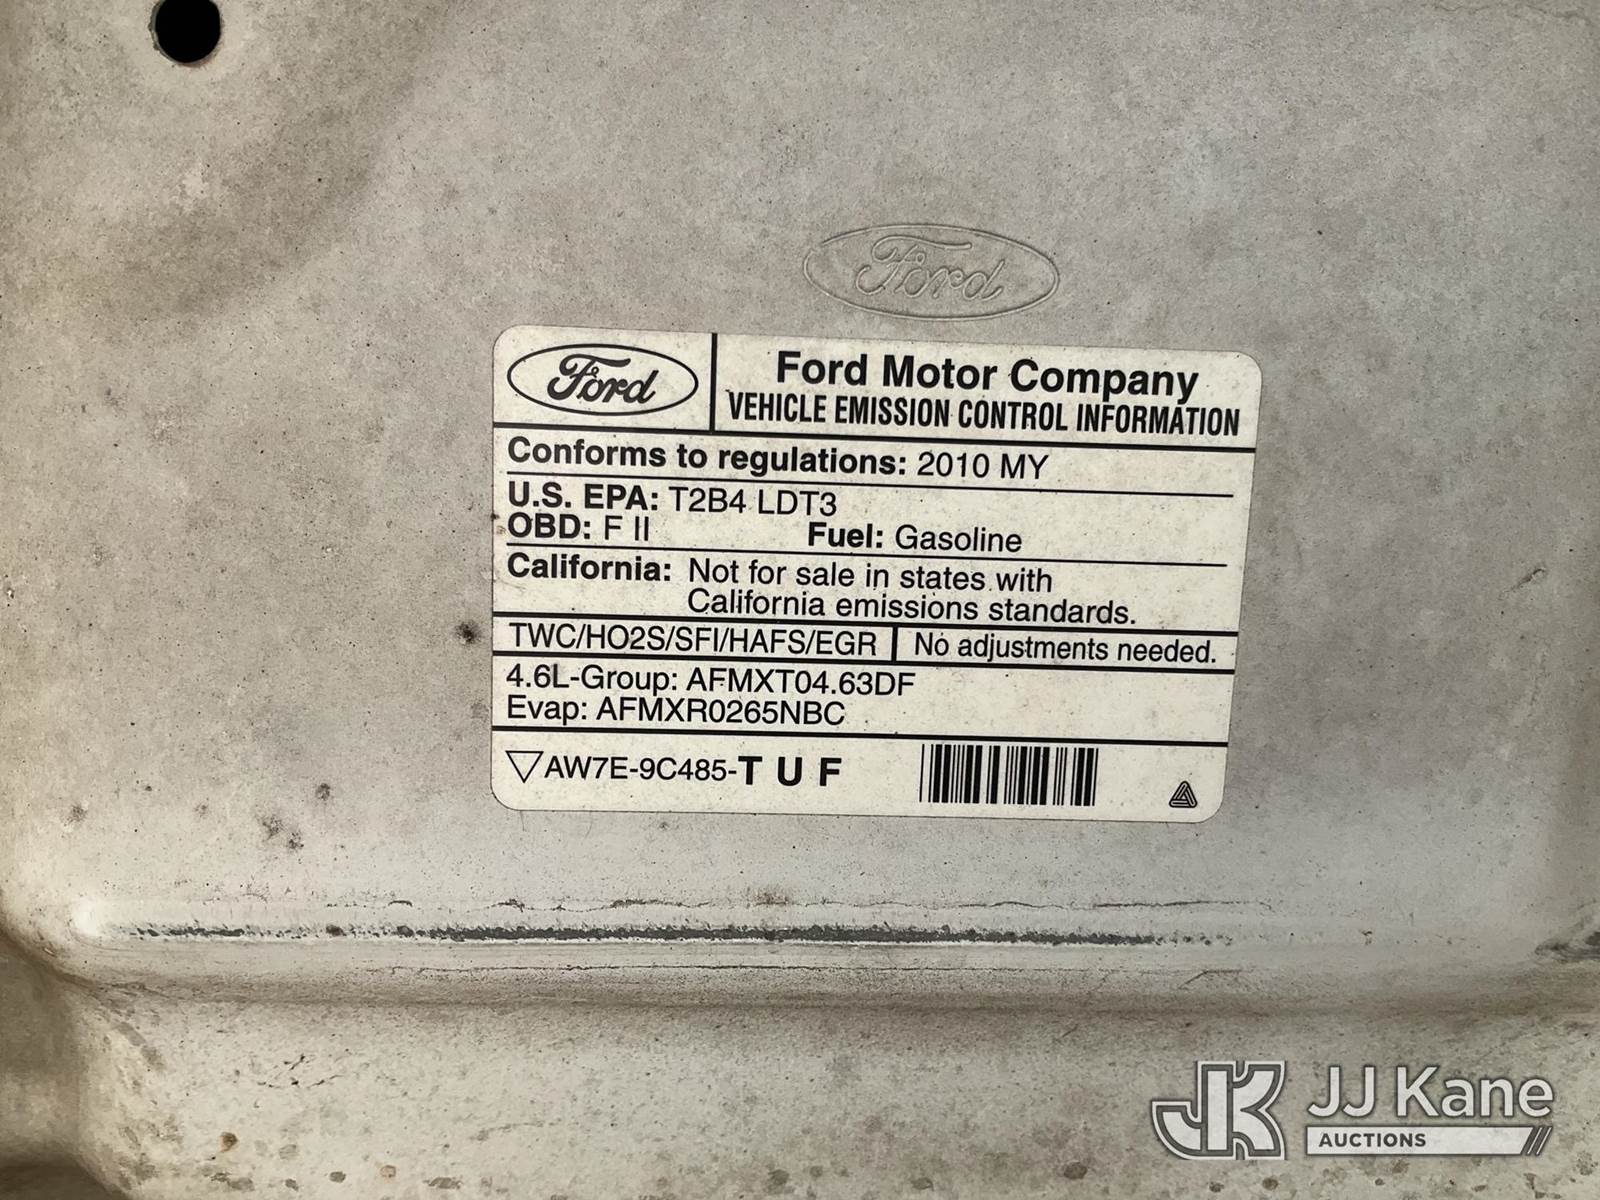 Ford
Ford
Ford Motor Company
VEHICLE EMISSION CONTROL INFORMATION
Conforms to regulations: 2010 MY
U.S. EPA: T2B4 LDT3
OBD: F II Fuel: Gasoline
California: Not for sale in states with
California emissions standards.
TWC/HO2S/SFI/HAFS/EGR No adjustments needed.
4.6L-Group: AFMXT04.63DF
Evap: AFMXR0265NBC
AW7E-9C485-T U F
JK JJ Kane
AUCTIONS